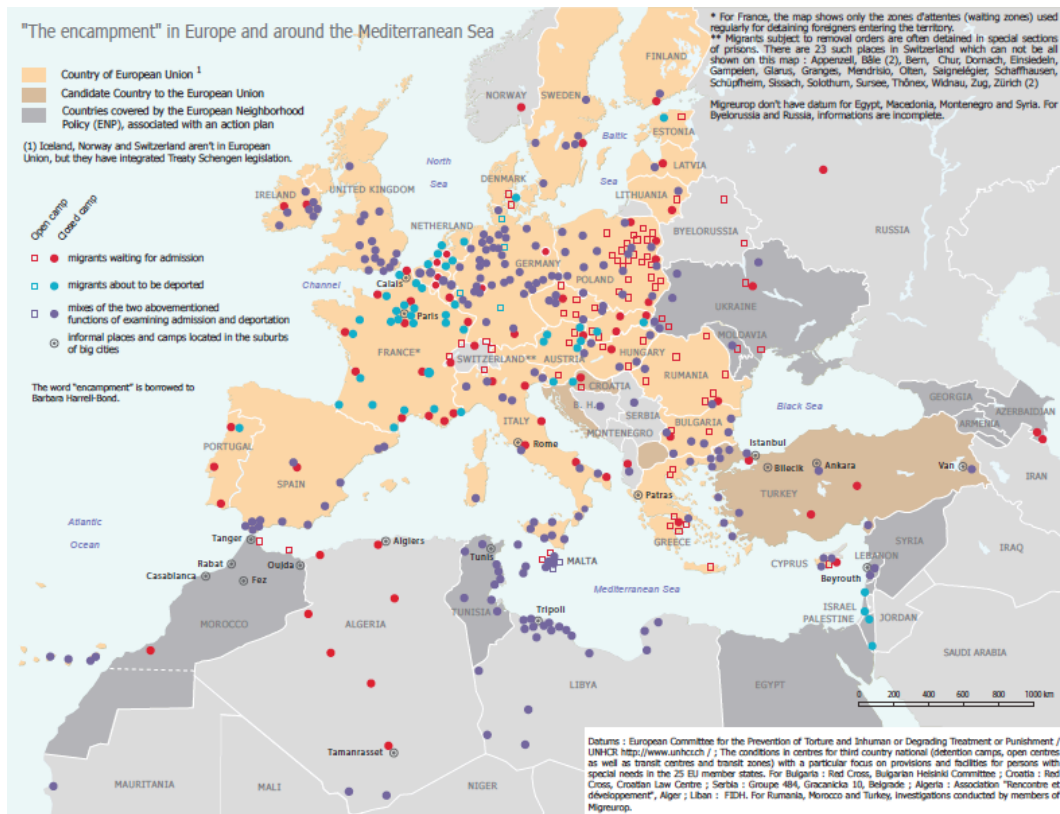 "The encampment" in Europe and around the Mediterranean Sea
Country of European Union 1
Candidate Country to the European Union
Countries covered by the European Neighborhood
Policy (ENP), associated with an action plan
(1) Iceland, Norway and Switzerland aren't in European
Union, but they have integrated Treaty Schengen legislation.
Open camp
Closed camp
migrants waiting for admission
migrants about to be deported
mixes of the two abovementioned
functions of examining admission and deportation
informal places and camps located in the suburbs
of big cities
The word "encampment" is borrowed to
Barbara Harrell-Bond.
* For France, the map shows only the zones d'attentes (waiting zones) used
regularly for detaining foreigners entering the territory.
** Migrants subject to removal orders are often detained in special sections
of prisons. There are 23 such places in Switzerland which can not be all
shown on this map : Appenzell, Bâle (2), Bern, Chur, Dornach, Einsiedeln,
Gampelen, Glarus, Granges, Mendrisio, Olten, Saignelégier, Schaffhausen,
Schüpfheim, Sissach, Solothurn, Sursee, Thônex, Widnau, Zug, Zürich (2)
Migreurop don't have datum for Egypt, Macedonia, Montenegro and Syria. For
Byelorussia and Russia, informations are incomplete.
FINLAND
NORWAY
SWEDEN
ESTONIA
Baltic
Sea
North
Sea
LATVIA
DENMARK
LITHUANIA
IRELAND
UNITED KINGDOM
RUSSIA
NETHERLAND
BYELORUSSIA
GERMANY
POLAND
Calais
Channel
UKRAINE
Paris
MOLDAVIA
FRANCE*
SWITZERLAND**
AUSTRIA
HUNGARY
RUMANIA
CROATIA
B. H.
SERBIA
GEORGIA
AZERBAIDJAN
ARMENIA
Black Sea
ITALY
MONTENEGRO
BULGARIA
PORTUGAL
Rome
Istanbul
Bilecik
Ankara
Van
IRAN
SPAIN
Patras
TURKEY
Atlantic
Ocean
GREECE
SYRIA
IRAQ
Tanger
Algiers
Tunis
MALTA
CYPRUS
LEBANON
Beyrouth
Rabat
Oujda
Casablanca
Fez
Mediterranean Sea
TUNISIA
Tripoli
ISRAEL
PALESTINE
JORDAN
MOROCCO
ALGERIA
SAUDI ARABIA
LIBYA
EGYPT
0 200 400 600 800 1000 km
Tamanrasset
MAURITANIA
MALI
NIGER
Datums : European Committee for the Prevention of Torture and Inhuman or Degrading Treatment or Punishment /
UNHCR http://www.unhcr.ch / ; The conditions in centres for third country national (detention camps, open centres
as well as transit centres and transit zones) with a particular focus on provisions and facilities for persons with
special needs in the 25 EU member states. For Bulgaria : Red Cross, Bulgarian Helsinki Committee ; Croatia : Red
Cross, Croatian Law Centre ; Serbia : Groupe 484, Gracanicka 10, Belgrade ; Algeria : Association "Rencontre et
développement", Alger ; Liban : FIDH. For Rumania, Morocco and Turkey, investigations conducted by members of
Migreurop.